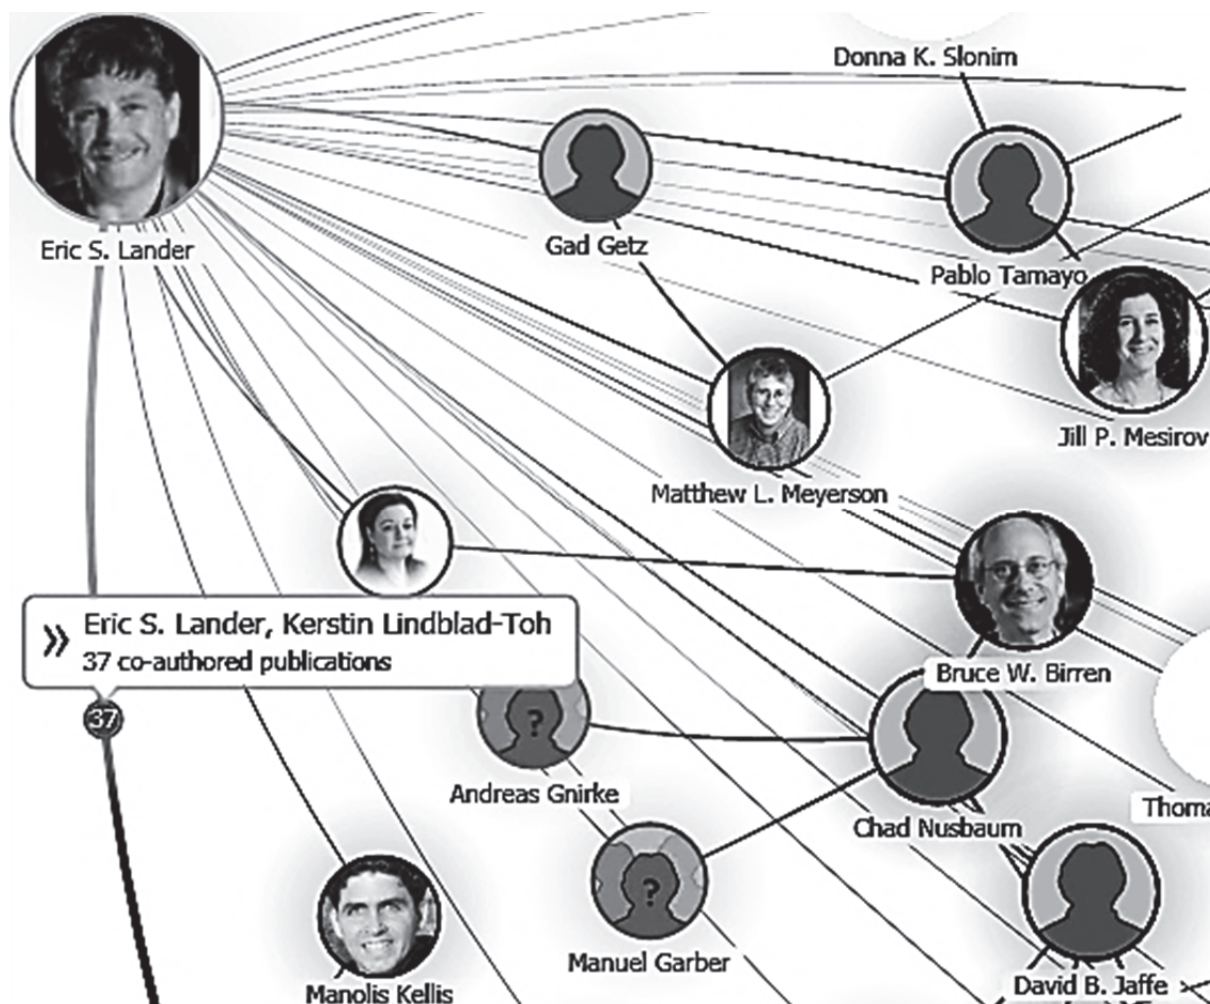 Donna K. Slonim
Eric S. Lander
Gad Getz
Pablo Tamayo
Jill P. Mesirov
Matthew L. Meyerson
» Eric S. Lander, Kerstin Lindblad-Toh
37 co-authored publications
Bruce W. Birren
37
?
Andreas Gnirke
Thoma
Chad Nusbaum
?
Manuel Garber
David B. Jaffe
Manolis Kellis